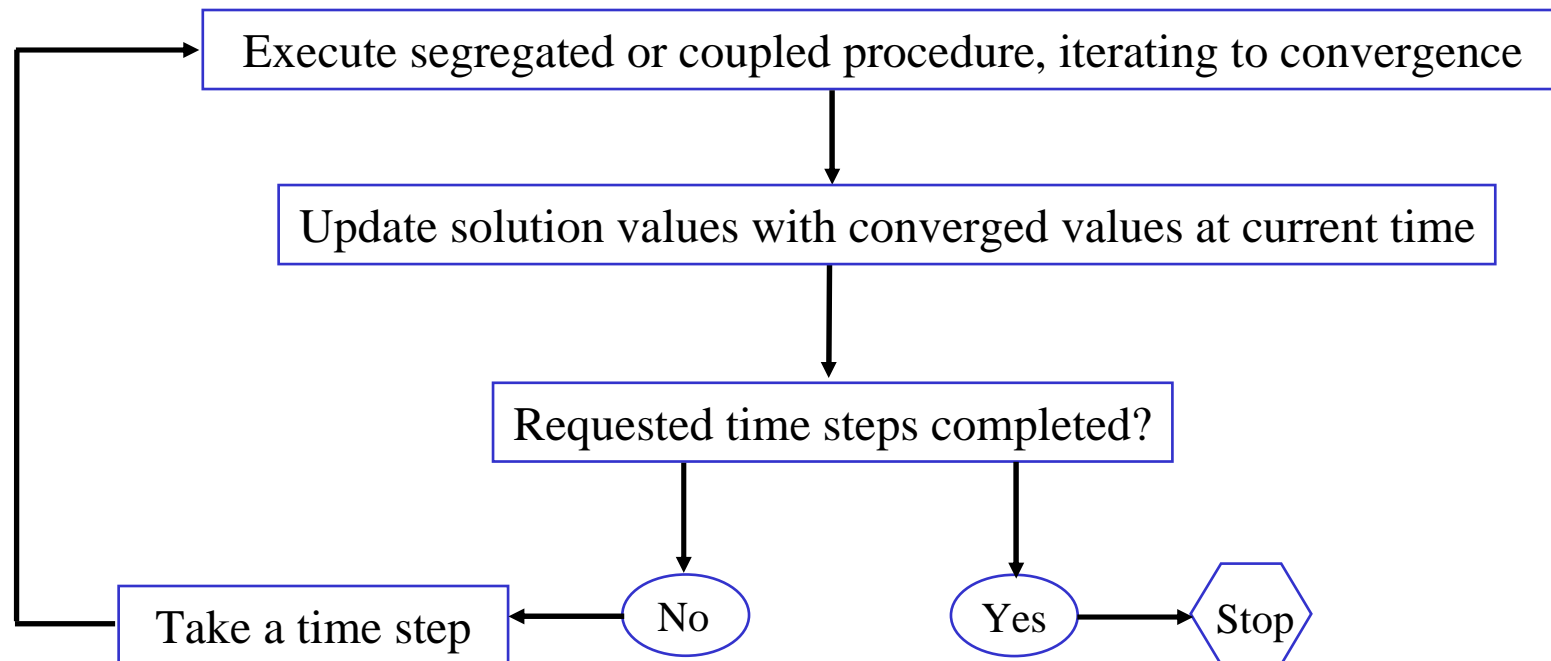 Execute segregated or coupled procedure, iterating to convergence
Update solution values with converged values at current time
Requested time steps completed?
No
Yes
Stop
Take a time step